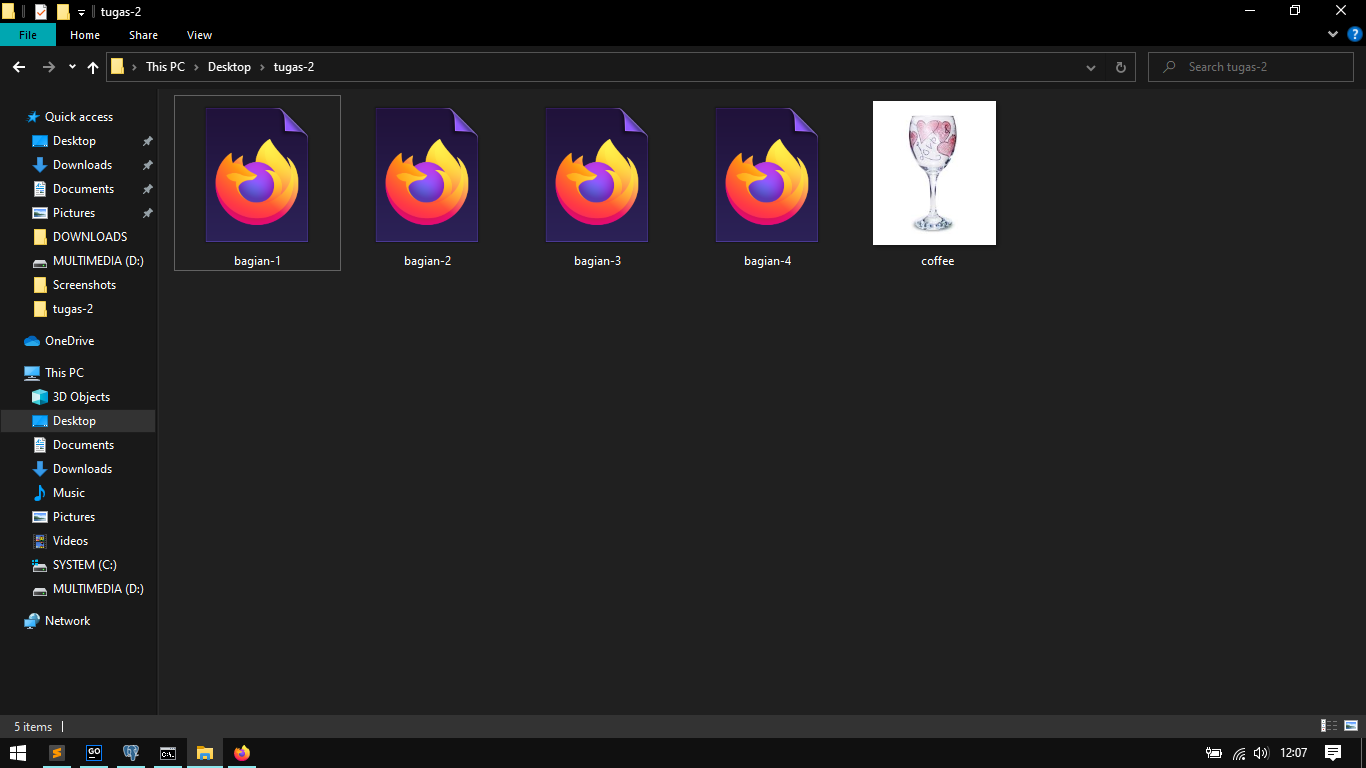 tugas-2
File Home Share View
This PC Desktop tugas-2
Search tugas-2
Quick access
Desktop
Downloads
Documents
Pictures
DOWNLOADS
MULTIMEDIA (D:)
Screenshots
tugas-2
OneDrive
This PC
3D Objects
Desktop
Documents
Downloads
Music
Pictures
Videos
SYSTEM (C:)
MULTIMEDIA (D:)
Network
Love
bagian-1 bagian-2 bagian-3 bagian-4 coffee
5 items
GO
C:\.
12:07